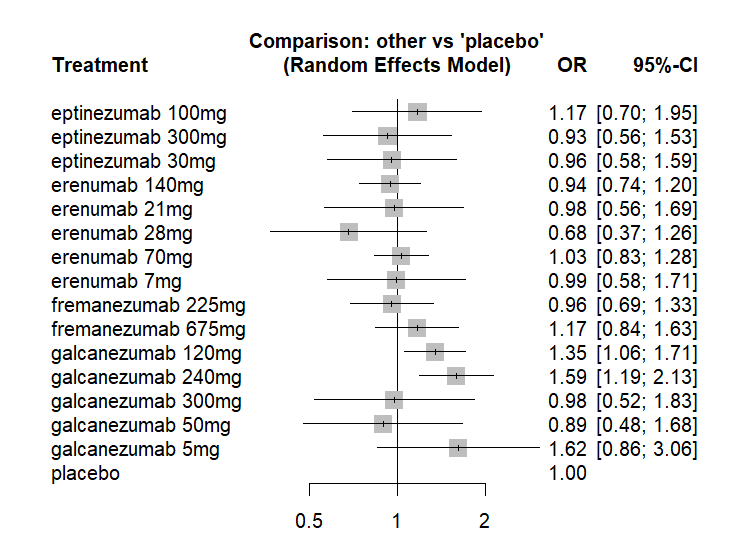 Comparison: other vs 'placebo'
Treatment (Random Effects Model) OR 95%-CI
eptinezumab 100mg 1.17 [0.70; 1.95]
eptinezumab 300mg 0.93 [0.56; 1.53]
eptinezumab 30mg 0.96 [0.58; 1.59]
erenumab 140mg 0.94 [0.74; 1.20]
erenumab 21mg 0.98 [0.56; 1.69]
erenumab 28mg 0.68 [0.37; 1.26]
erenumab 70mg 1.03 [0.83; 1.28]
erenumab 7mg 0.99 [0.58; 1.71]
fremanezumab 225mg 0.96 [0.69; 1.33]
fremanezumab 675mg 1.17 [0.84; 1.63]
galcanezumab 120mg 1.35 [1.06; 1.71]
galcanezumab 240mg 1.59 [1.19; 2.13]
galcanezumab 300mg 0.98 [0.52; 1.83]
galcanezumab 50mg 0.89 [0.48; 1.68]
galcanezumab 5mg 1.62 [0.86; 3.06]
placebo 1.00
0.5 1 2